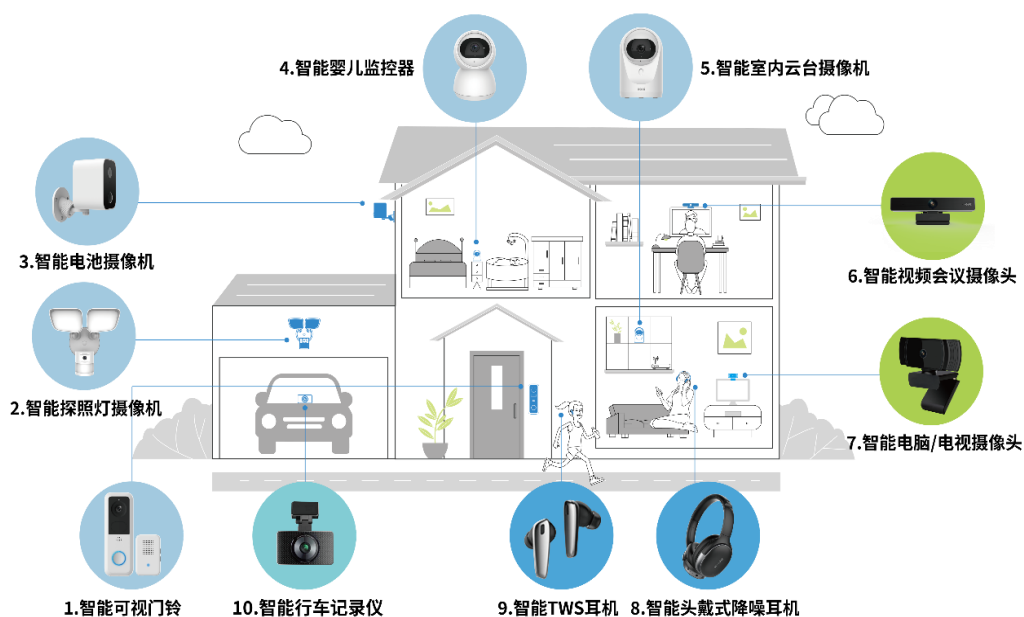 4.智能婴儿监控器
5.智能室内云台摄像机
3.智能电池摄像机
6.智能视频会议摄像头
2.智能探照灯摄像机
7.智能电脑/电视摄像头
1.智能可视门铃
10.智能行车记录仪
9.智能TWS耳机
8.智能头戴式降噪耳机